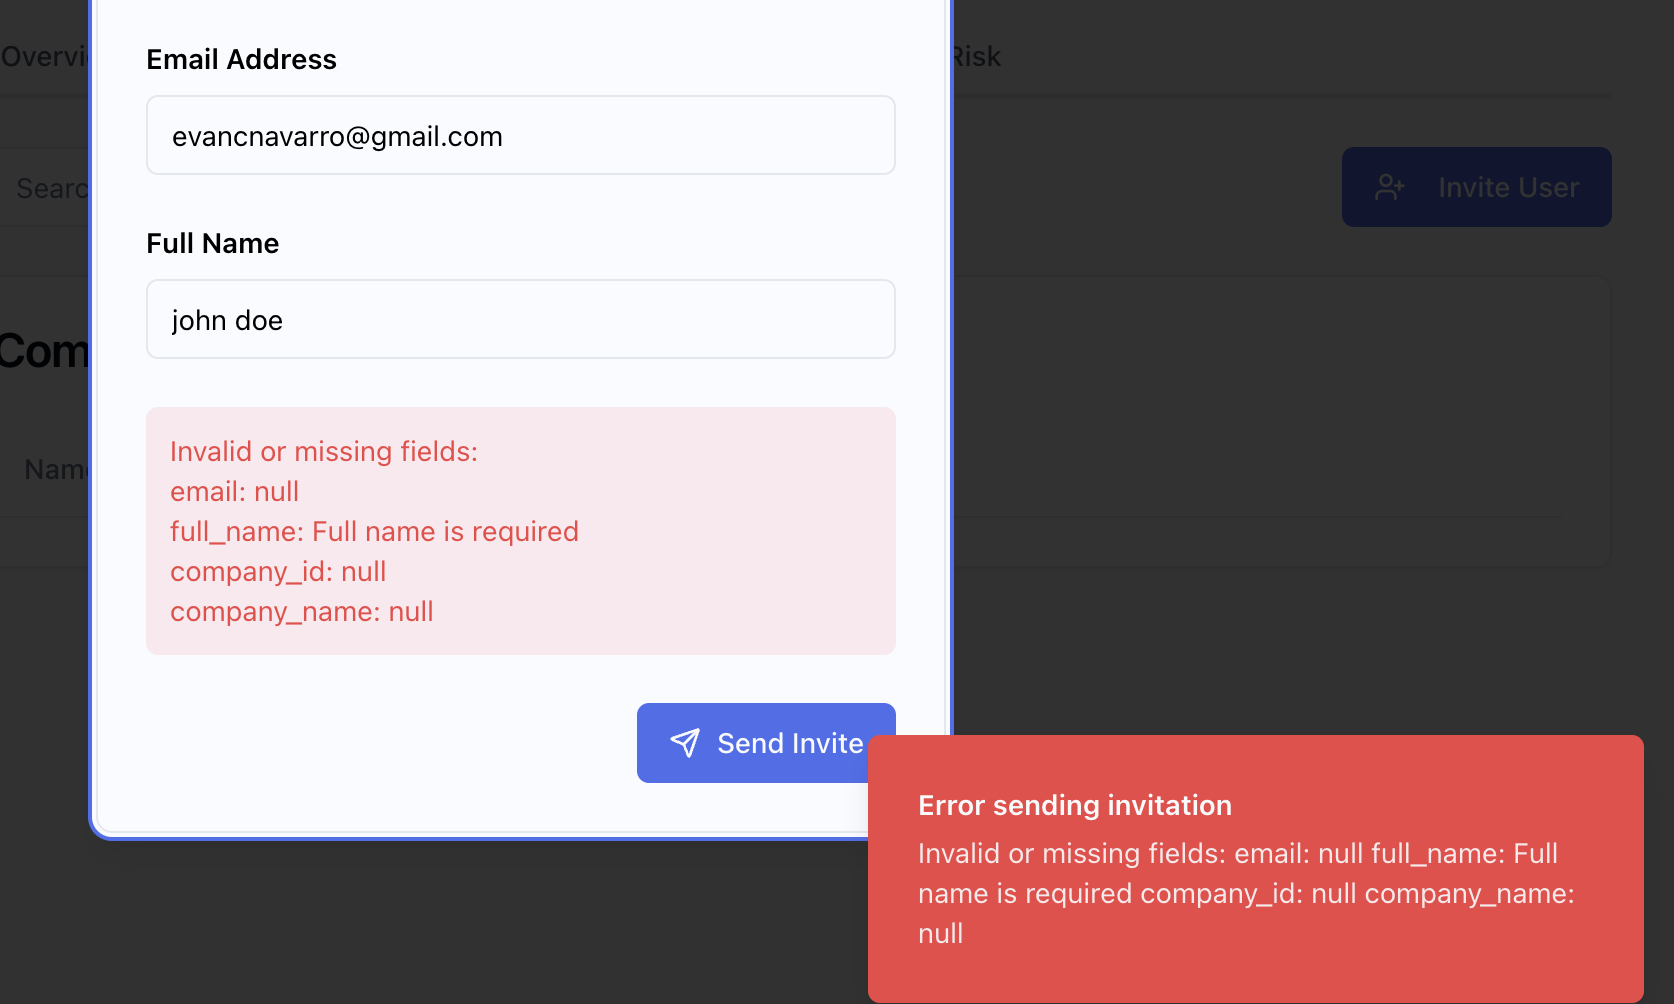 Overvi
Risk
Searc
Invite User
Com
Nam
Email Address
evancnavarro@gmail.com
Full Name
john doe
Invalid or missing fields:
email: null
full_name: Full name is required
company_id: null
company_name: null
Send Invite
Error sending invitation
Invalid or missing fields: email: null full_name: Full
name is required company_id: null company_name:
null